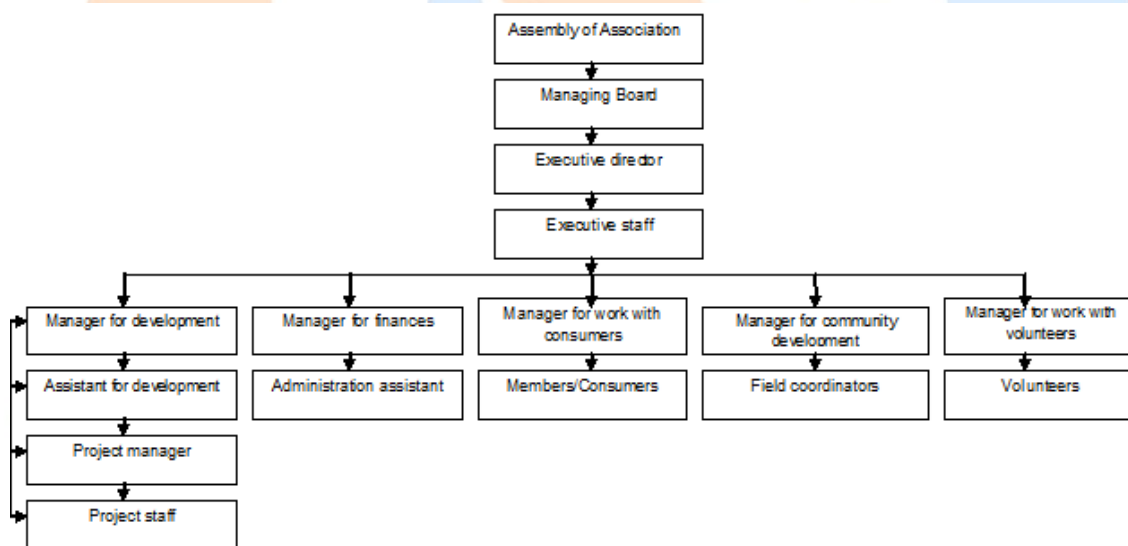 Assembly of Association
Managing Board
Executive director
Executive staff
Manager for development
Manager for finances
Manager for work with
consumers
Manager for community
development
Manager for work with
volunteers
Assistant for development
Administration assistant
Members/Consumers
Field coordinators
Volunteers
Project manager
Project staff